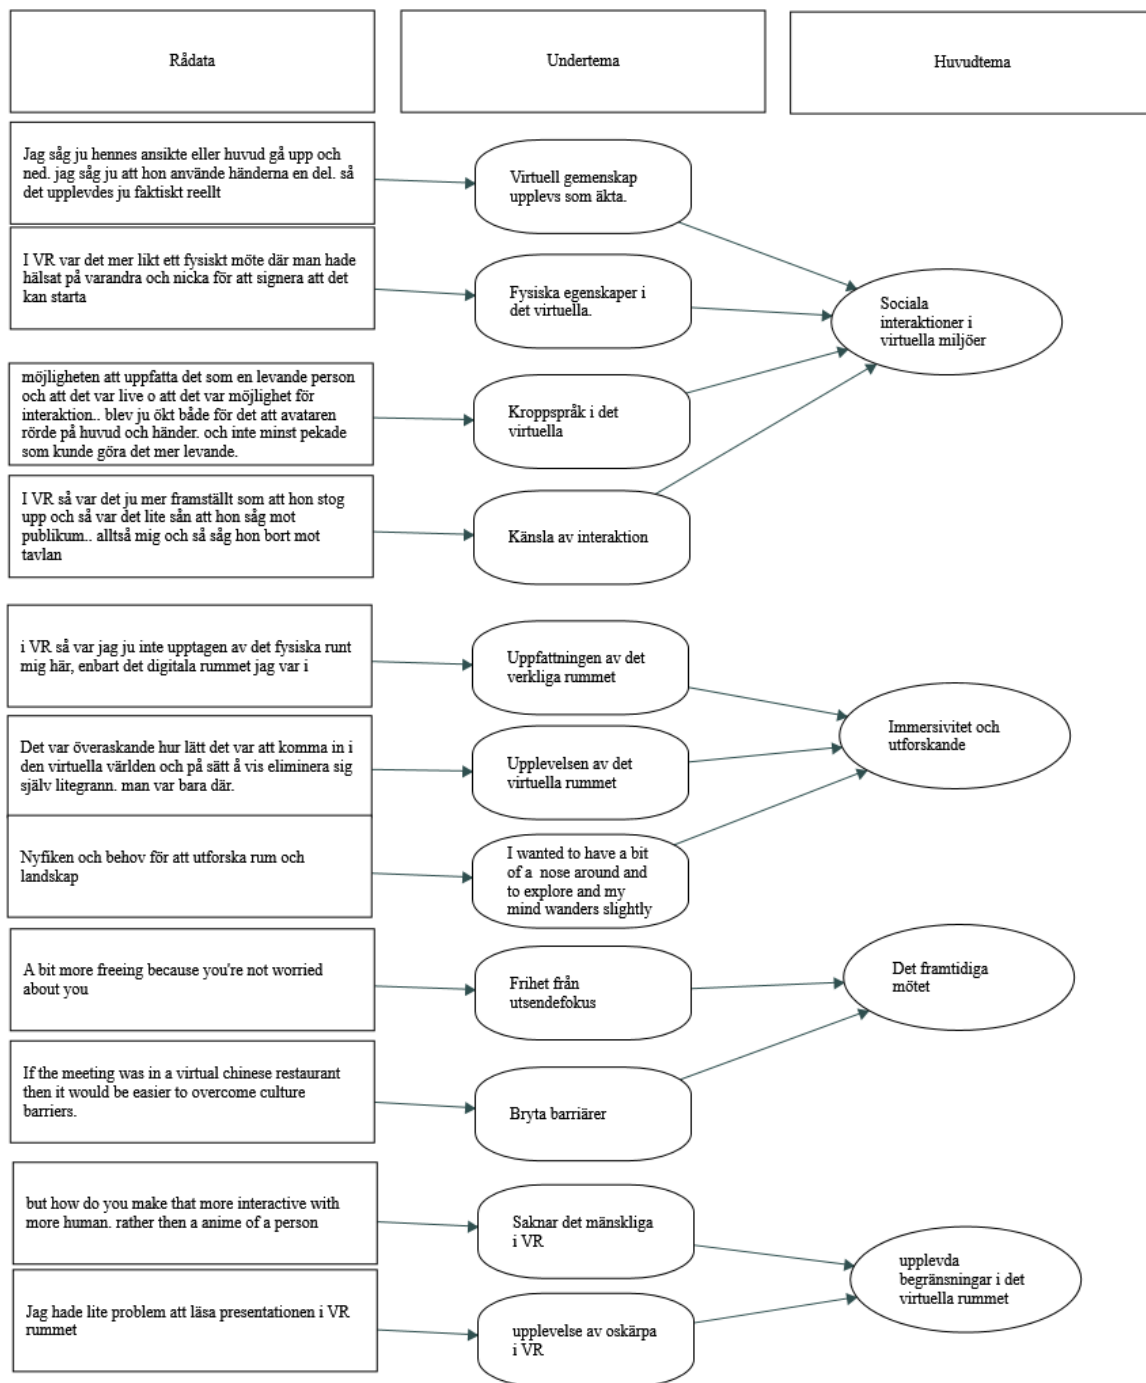 Rådata
Undertema
Huvudtema
Jag såg ju hennes ansikte eller huvud gå upp och
ned. jag såg ju att hon använde händerna en del. så
det upplevdes ju faktiskt reellt
Virtuell gemenskap
upplevs som äkta.
I VR var det mer likt ett fysiskt möte där man hade
hälsat på varandra och nicka för att signera att det
kan starta
Fysiska egenskaper i
det virtuella.
Sociala
interaktioner i
virtuella miljöer
möjligheten att uppfatta det som en levande person
och att det var live o att det var möjlighet för
interaktion.. blev ju ökt både för det att avataren
rörde på huvud och händer. och inte minst pekade
som kunde göra det mer levande.
Kroppspråk i det
virtuella
I VR så var det ju mer framställt som att hon stog
upp och så var det lite sån att hon såg mot
publikum.. alltså mig och så såg hon bort mot
tavlan
Känsla av interaktion
i VR så var jag ju inte upptagen av det fysiska runt
mig här, enbart det digitala rummet jag var i
Uppfattningen av det
verkliga rummet
Immersivitet och
utforskande
Det var överaskande hur lätt det var att komma in i
den virtuella världen och på sätt å vis eliminera sig
själv litegrann. man var bara där.
Upplevelsen av det
virtuella rummet
Nyfiken och behov för att utforska rum och
landskap
I wanted to have a bit
of a nose around and
to explore and my
mind wanders slightly
A bit more freeing because you're not worried
about you
Frihet från
utsendefokus
Det framtidiga
mötet
If the meeting was in a virtual chinese restaurant
then it would be easier to overcome culture
barriers.
Bryta barriärer
but how do you make that more interactive with
more human. rather then a anime of a person
Saknar det mänskliga
i VR
upplevda
begränsningar i det
virtuella rummet
Jag hade lite problem att läsa presentationen i VR
rummet
upplevelse av oskärpa
i VR